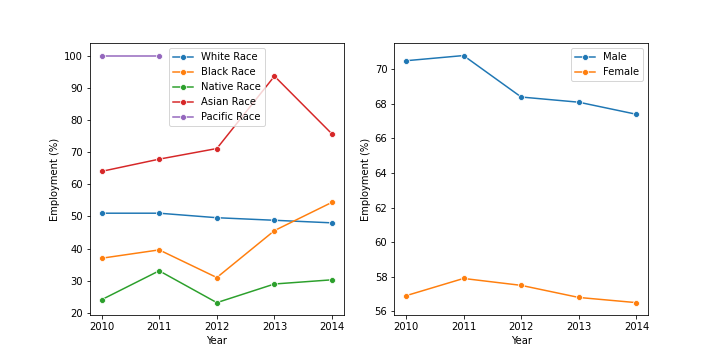 100
90
80
70
60
50
40
30
20
Employment (%)
2010 2011 2012 2013 2014
Year
White Race
Black Race
Native Race
Asian Race
Pacific Race
70
68
66
64
62
60
58
56
Employment (%)
2010 2011 2012 2013 2014
Year
Male
Female